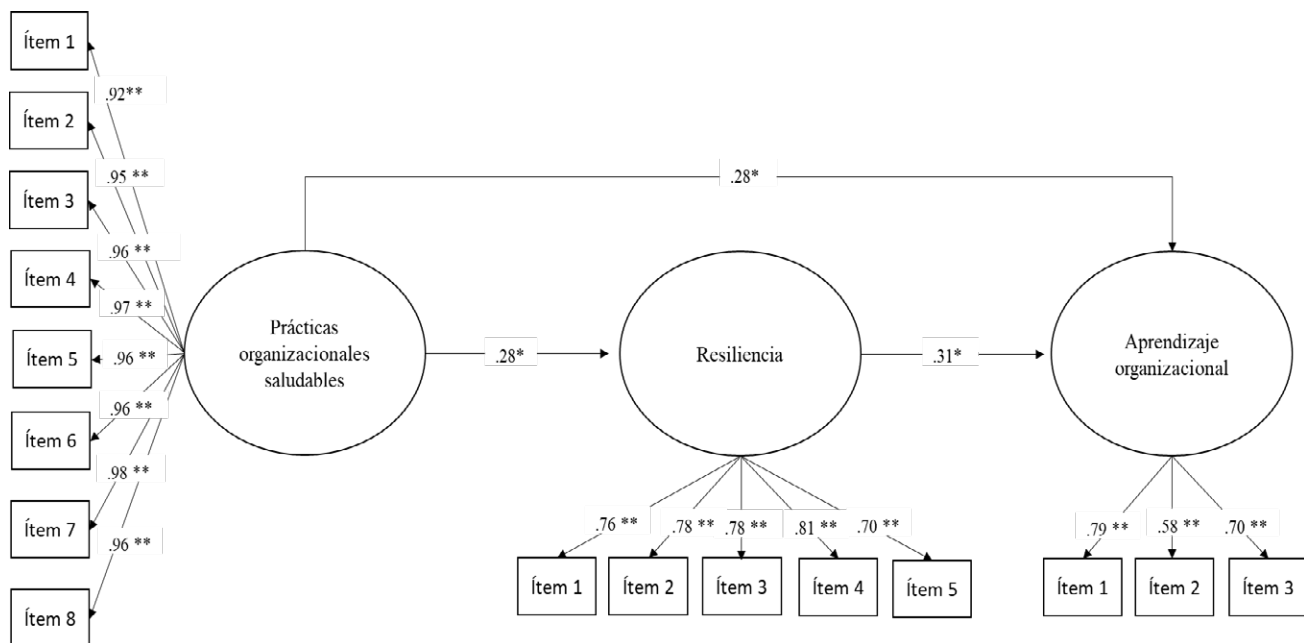 Ítem 1
.92**
Ítem 2
.95 **
Ítem 3
.96 **
Ítem 4
.97 **
Ítem 5
.96 **
Ítem 6
.96 **
Ítem 7
.98 **
Ítem 8
.96 **
Prácticas
organizacionales
saludables
.28*
.28*
Resiliencia
.31*
Aprendizaje
organizacional
.76 **
.78 **
.78 **
.81 **
.70 **
Ítem 1
Ítem 2
Ítem 3
Ítem 4
Ítem 5
.79 **
.58 **
.70 **
Ítem 1
Ítem 2
Ítem 3